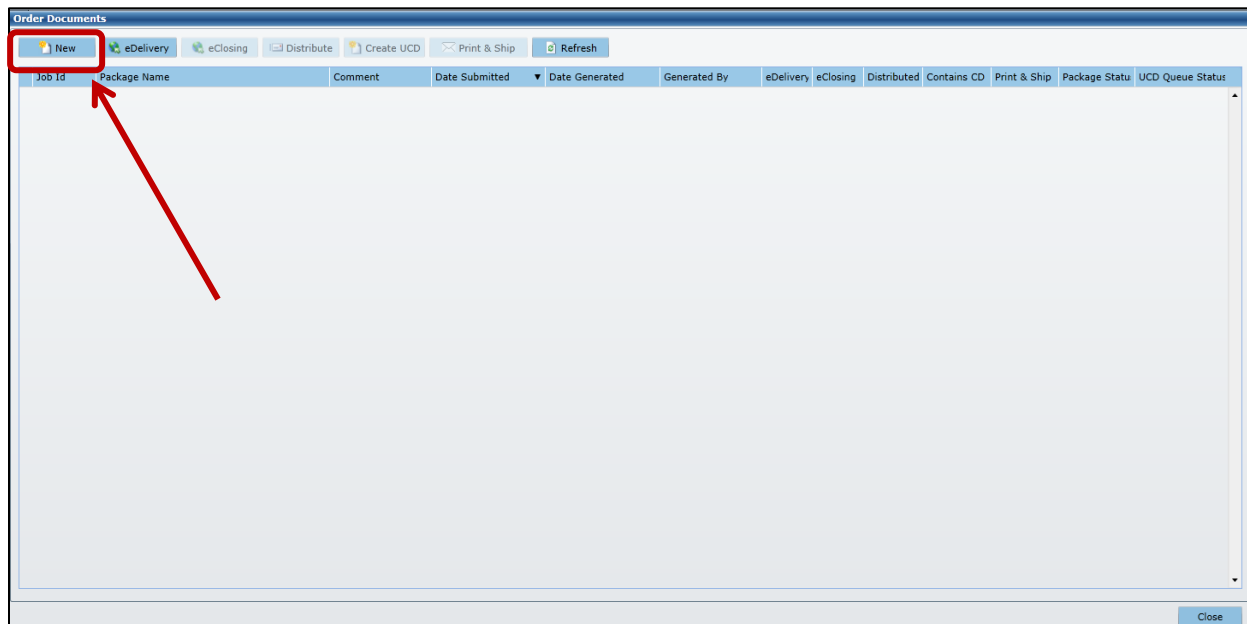 Order Documents
New eDelivery eClosing Distribute Create UCD Print & Ship Refresh
Job Id Package Name Comment Date Submitted Date Generated Generated By eDelivery eClosing Distributed Contains CD Print & Ship Package Statu UCD Queue Status
Close